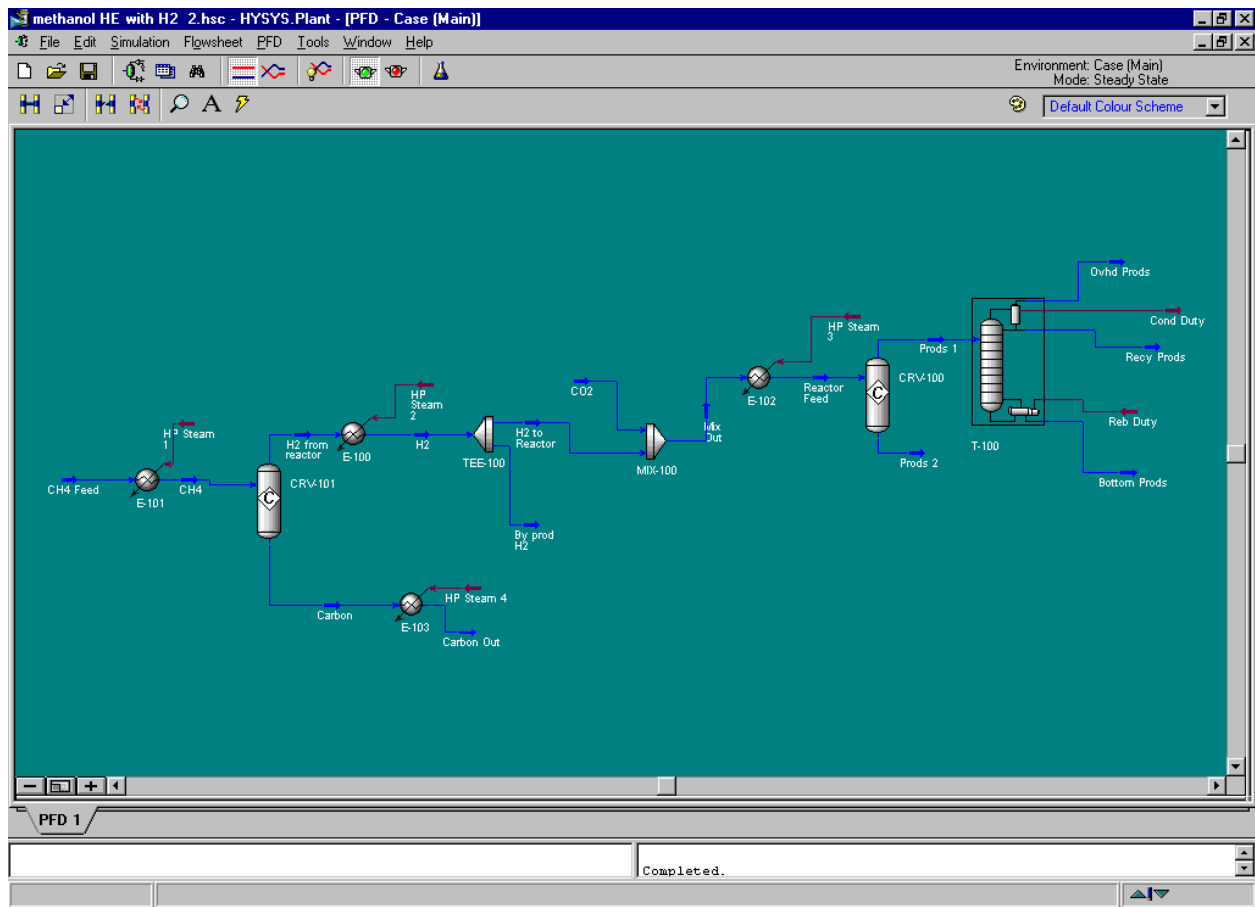 methanol HE with H2 2.hsc - HYSYS.Plant - [PFD - Case (Main)]
File Edit Simulation Flowsheet PFD Tools Window Help
Environment: Case (Main)
Mode: Steady State
A
Default Colour Scheme
Ovhd Prods
Cond Duty
HP Steam
3
Prods 1
Recy Prods
CRV-100
C
CO2
HP
Steam
2
E-102
Reactor
Feed
Reb Duty
Mix
Out
HP Steam
1
H2 from
reactor
E-100
H2
H2 to
Reactor
TEE-100
MIX-100
T-100
Prods 2
CH4 Feed
E-101
CH4
CRV-101
C
Bottom Prods
By prod
H2
HP Steam 4
Carbon
E-103
Carbon Out
PFD 1
Completed.